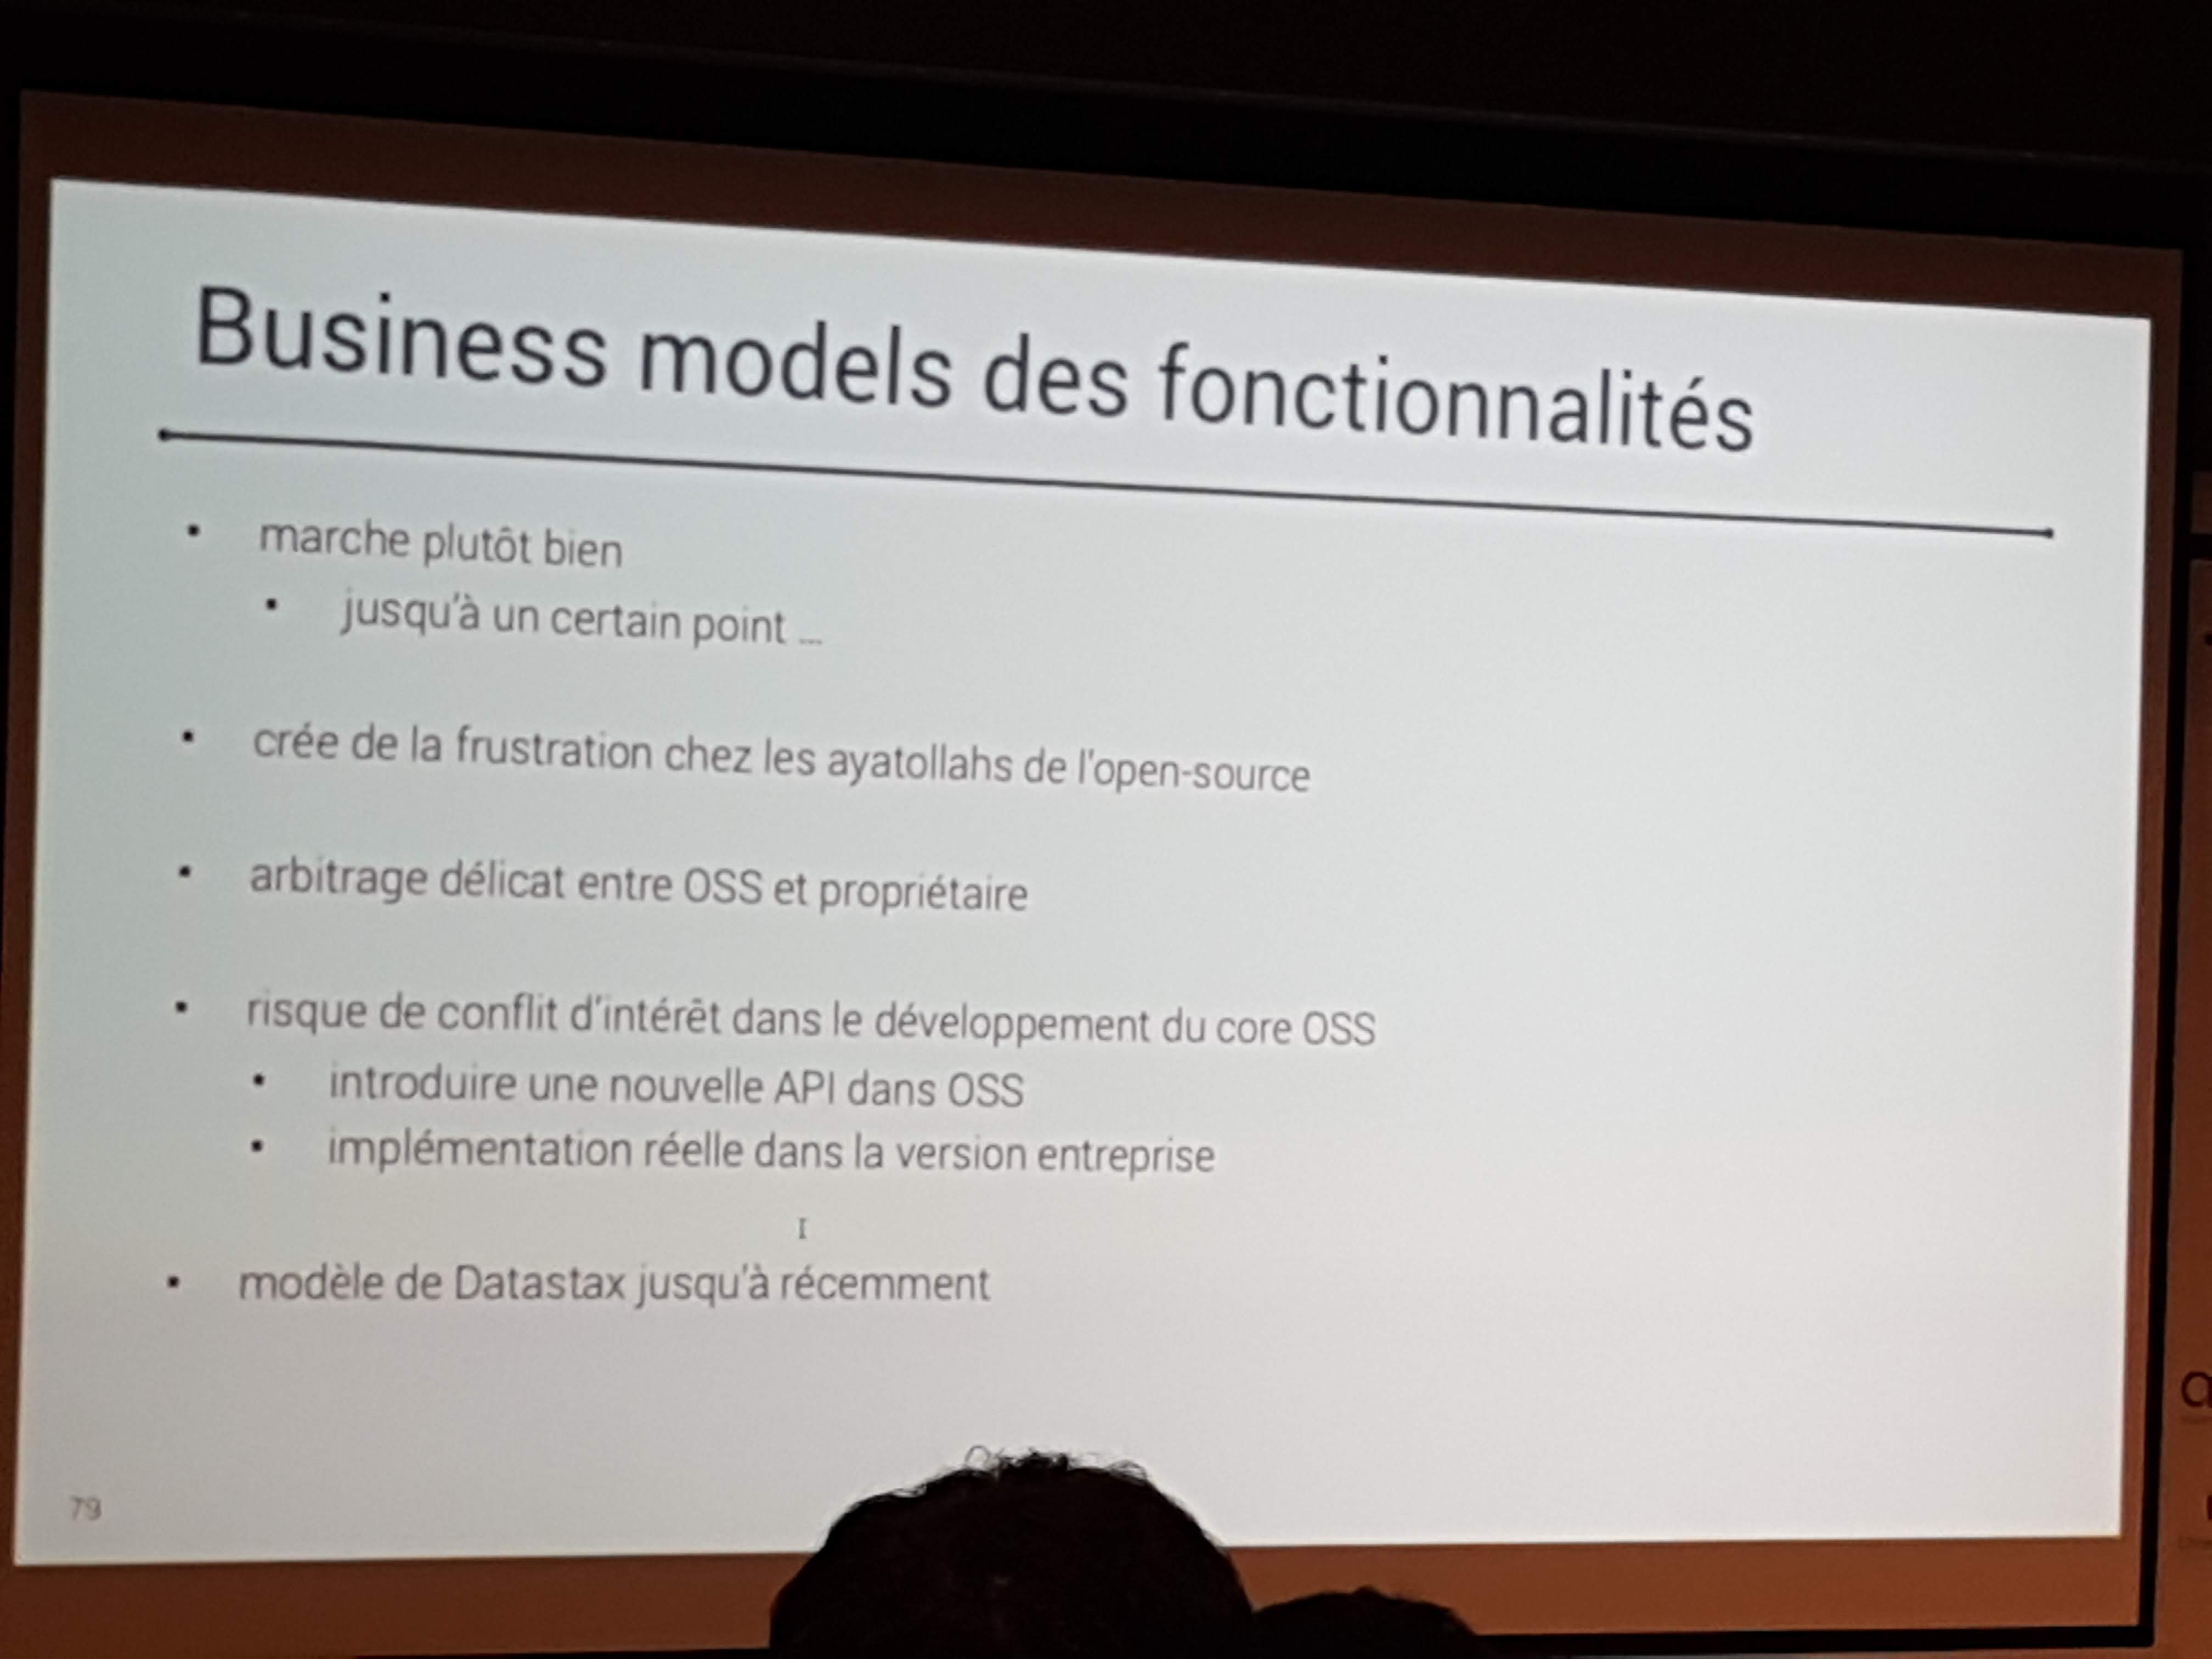 Business models des fonctionnalités
▪ marche plutôt bien
▪ jusqu'à un certain point ...
▪ crée de la frustration chez les ayatollahs de l'open-source
▪ arbitrage délicat entre OSS et propriétaire
▪ risque de conflit d'intérêt dans le développement du core OSS
▪ introduire une nouvelle API dans OSS
▪ implémentation réelle dans la version entreprise
▪ modèle de Datastax jusqu'à récemment
79